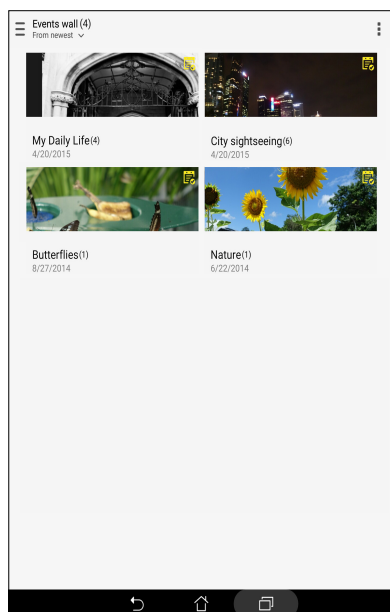 Events wall (4)
From newest
My Daily Life(4)
4/20/2015
City sightseeing(6)
4/20/2015
Butterflies(1)
8/27/2014
Nature(1)
6/22/2014